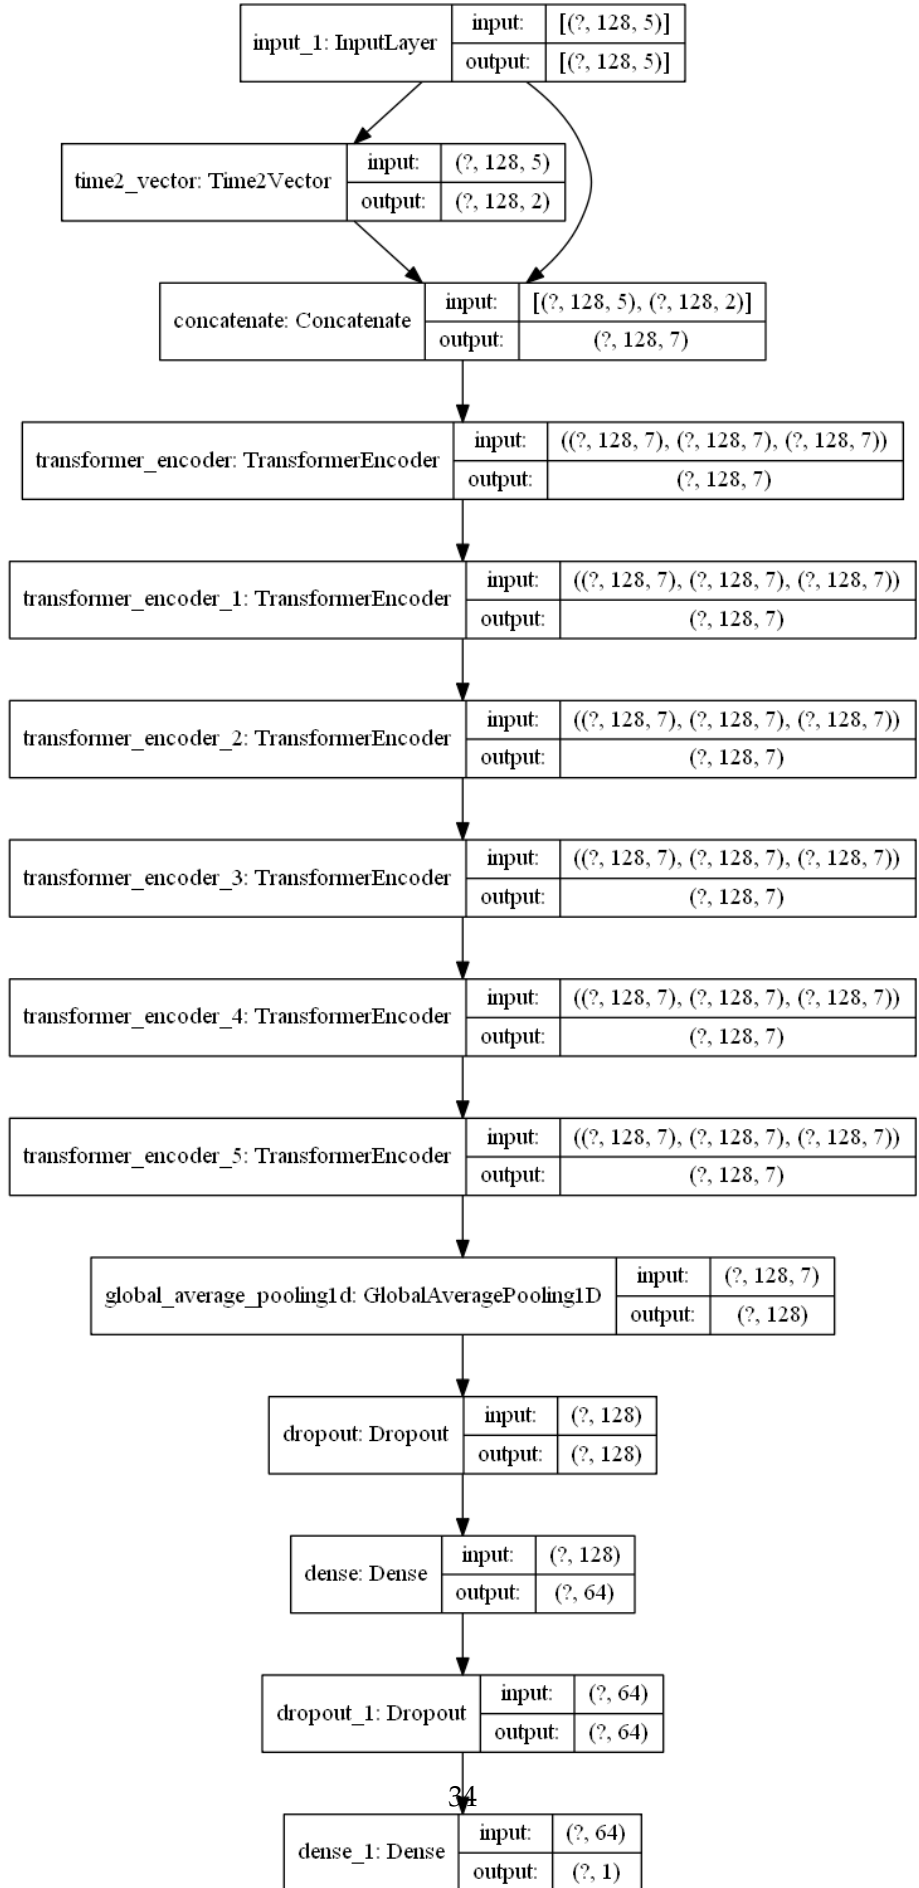 input_1: InputLayer
input: [(?, 128, 5)]
output: [(?, 128, 5)]
time2_vector: Time2Vector
input: (?, 128, 5)
output: (?, 128, 2)
concatenate: Concatenate
input: [(?, 128, 5), (?, 128, 2)]
output: (?, 128, 7)
transformer_encoder: TransformerEncoder
input: ((?, 128, 7), (?, 128, 7), (?, 128, 7))
output: (?, 128, 7)
transformer_encoder_1: TransformerEncoder
input: ((?, 128, 7), (?, 128, 7), (?, 128, 7))
output: (?, 128, 7)
transformer_encoder_2: TransformerEncoder
input: ((?, 128, 7), (?, 128, 7), (?, 128, 7))
output: (?, 128, 7)
transformer_encoder_3: TransformerEncoder
input: ((?, 128, 7), (?, 128, 7), (?, 128, 7))
output: (?, 128, 7)
transformer_encoder_4: TransformerEncoder
input: ((?, 128, 7), (?, 128, 7), (?, 128, 7))
output: (?, 128, 7)
transformer_encoder_5: TransformerEncoder
input: ((?, 128, 7), (?, 128, 7), (?, 128, 7))
output: (?, 128, 7)
global_average_pooling1d: GlobalAveragePooling1D
input: (?, 128, 7)
output: (?, 128)
dropout: Dropout
input: (?, 128)
output: (?, 128)
dense: Dense
input: (?, 128)
output: (?, 64)
dropout_1: Dropout
input: (?, 64)
output: (?, 64)
34
dense_1: Dense
input: (?, 64)
output: (?, 1)